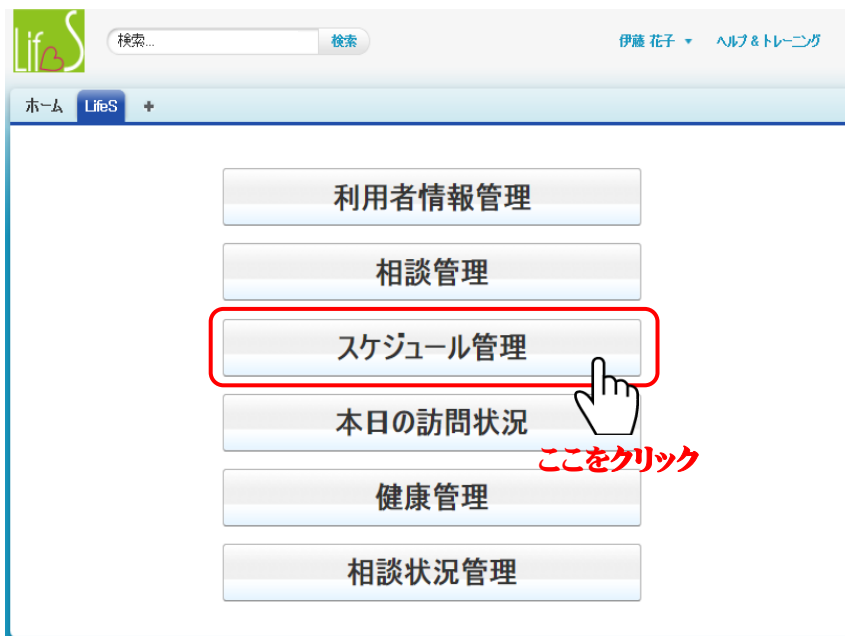 LifeS
検索...
検索
伊藤 花子
ヘルプ & トレーニング
ホーム
LifeS
+
利用者情報管理
相談管理
スケジュール管理
本日の訪問状況
ここをクリック
健康管理
相談状況管理